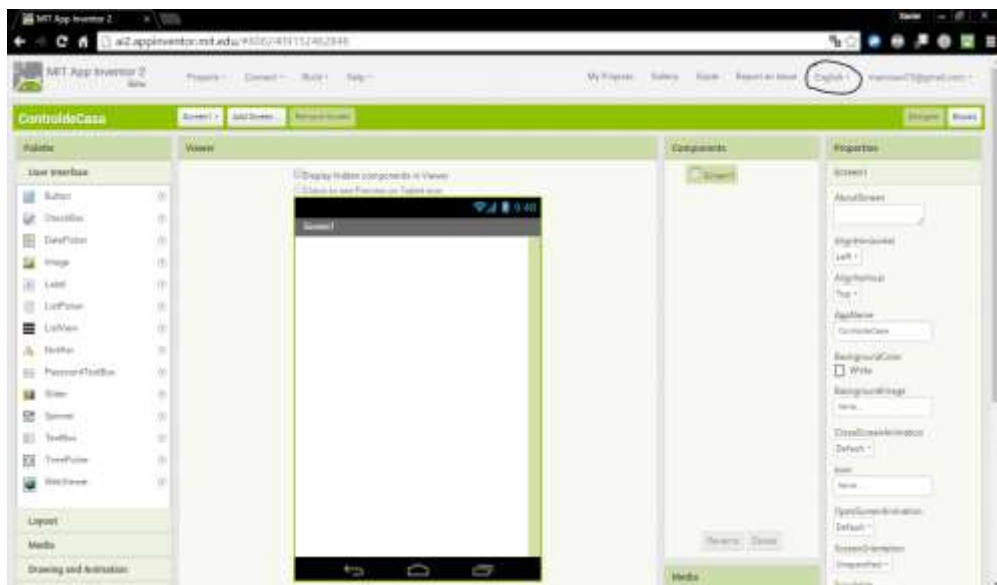 MIT App Inventor 2
ai2.appinventor.mit.edu/
MIT App Inventor 2
Beta
Projects Connect Build Help
My Projects Gallery Guide Report an Issue English
ControldeCasa
Screen1 Add Screen... Remove Screen
Designer Blocks
Palette
User Interface
Button
CheckBox
DatePicker
Image
Label
ListPicker
ListView
Notifier
PasswordTextBox
Slider
Spinner
TextBox
TimePicker
WebViewer
Layout
Media
Drawing and Animation
Viewer
Display hidden components in Viewer
Check to see Preview on Tablet size.
9:48
Screen1
Components
Screen1
Rename Delete
Media
Properties
Screen1
AboutScreen
AlignHorizontal
Left
AlignVertical
Top
AppName
ControldeCasa
BackgroundColor
White
BackgroundImage
None...
CloseScreenAnimation
Default
Icon
None...
OpenScreenAnimation
Default
ScreenOrientation
Unspecified